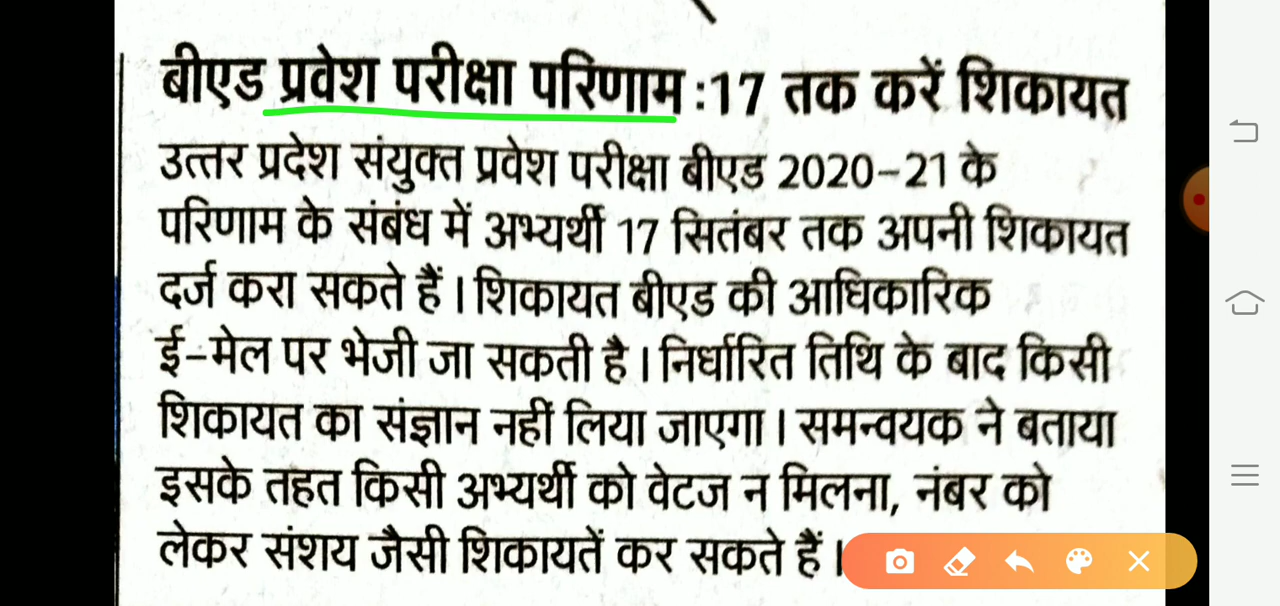 बीएड प्रवेश परीक्षा परिणाम :17 तक करें शिकायत
उत्तर प्रदेश संयुक्त प्रवेश परीक्षा बीएड 2020-21 के
परिणाम के संबंध में अभ्यर्थी 17 सितंबर तक अपनी शिकायत
दर्ज करा सकते हैं । शिकायत बीएड की आधिकारिक
ई-मेल पर भेजी जा सकती है । निर्धारित तिथि के बाद किसी
शिकायत का संज्ञान नहीं लिया जाएगा । समन्वयक ने बताया
इसके तहत किसी अभ्यर्थी को वेटज न मिलना, नंबर को
लेकर संशय जैसी शिकायतें कर सकते हैं ।